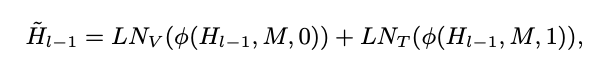 H̃_{l−1} = LN_V(ϕ(H_{l−1}, M, 0)) + LN_T(ϕ(H_{l−1}, M, 1)),